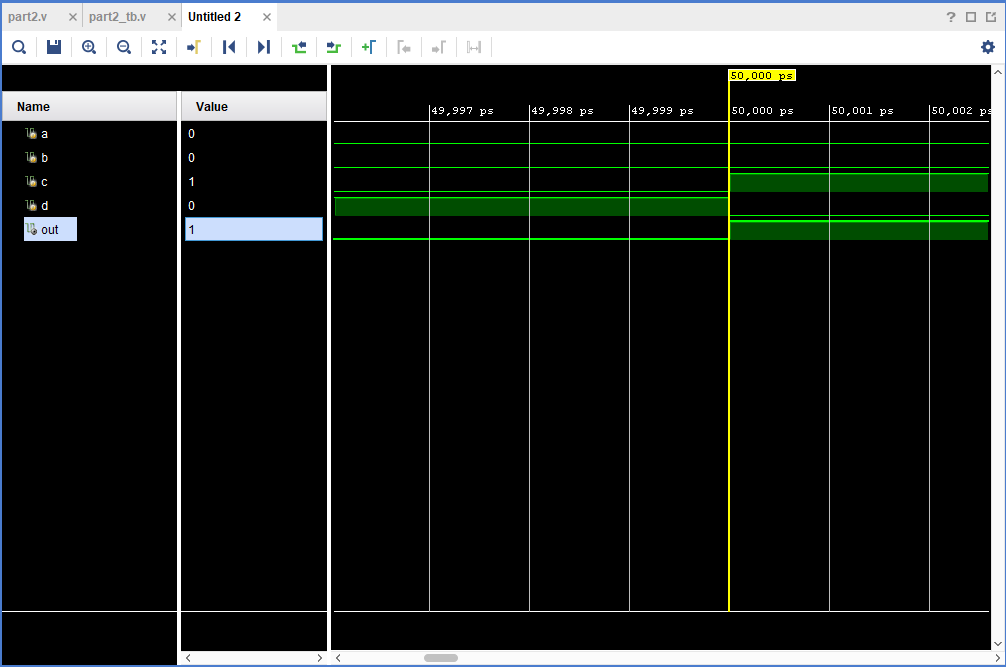 part2.v × part2_tb.v × Untitled 2 × ?
50,000 ps
Name Value
49,997 ps 49,998 ps 49,999 ps 50,000 ps 50,001 ps 50,002 ps
a 0
b 0
c 1
d 0
out 1